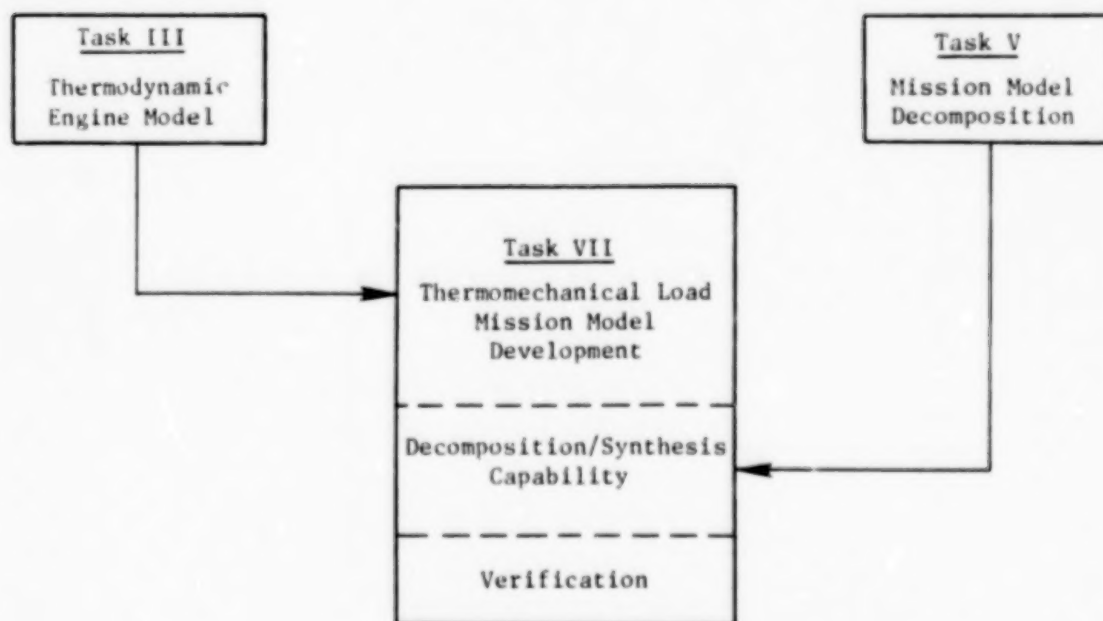 Task III
Thermodynamic
Engine Model
Task V
Mission Model
Decomposition
Task VII
Thermomechanical Load
Mission Model
Development
Decomposition/Synthesis
Capability
Verification